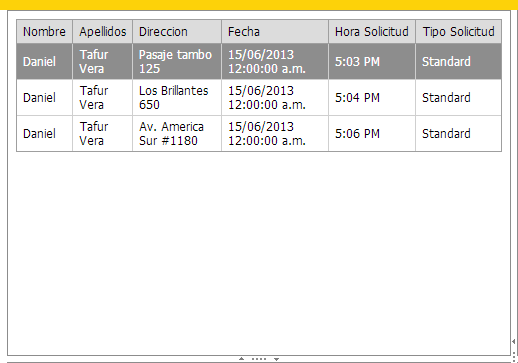 Nombre Apellidos Direccion Fecha Hora Solicitud Tipo Solicitud
Daniel Tafur Vera Pasaje tambo 125 15/06/2013 12:00:00 a.m. 5:03 PM Standard
Daniel Tafur Vera Los Brillantes 650 15/06/2013 12:00:00 a.m. 5:04 PM Standard
Daniel Tafur Vera Av. America Sur #1180 15/06/2013 12:00:00 a.m. 5:06 PM Standard